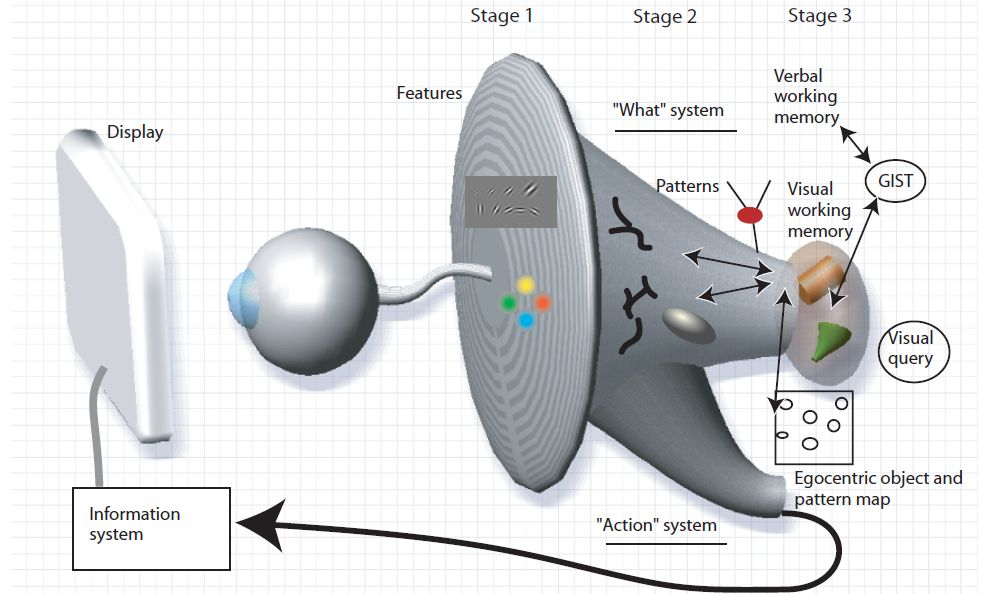 Stage 1
Stage 2
Stage 3
Features
Display
"What" system
Verbal
working
memory
GIST
Patterns
Visual
working
memory
Visual
query
Egocentric object and
pattern map
Information
system
"Action" system